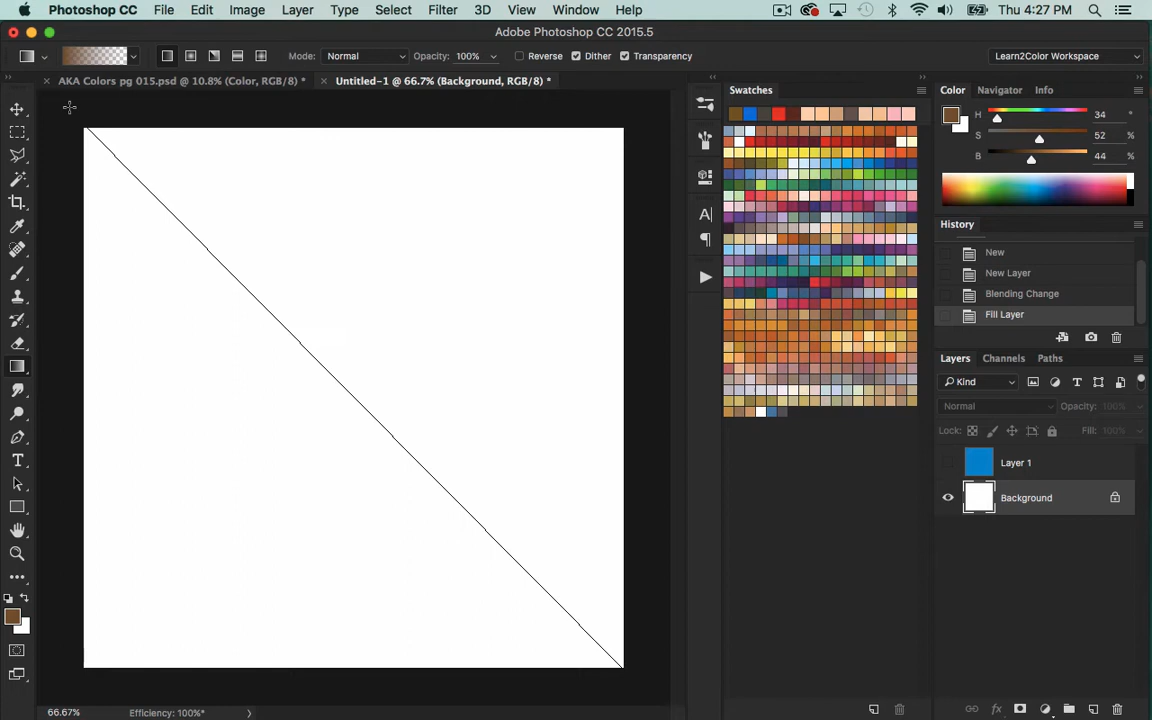 Photoshop CC File Edit Image Layer Type Select Filter 3D View Window Help Thu 4:27 PM
Adobe Photoshop CC 2015.5
Mode: Normal Opacity: 100% Reverse Dither Transparency Learn2Color Workspace
AKA Colors pg 015.psd @ 10.8% (Color, RGB/8) * Untitled-1 @ 66.7% (Background, RGB/8) *
Swatches
Color Navigator Info
H 34 °
S 52 %
B 44 %
History
New
New Layer
Blending Change
Fill Layer
Layers Channels Paths
Kind
Normal Opacity: 100%
Lock: Fill: 100%
Layer 1
Background
66.67% Efficiency: 100%*